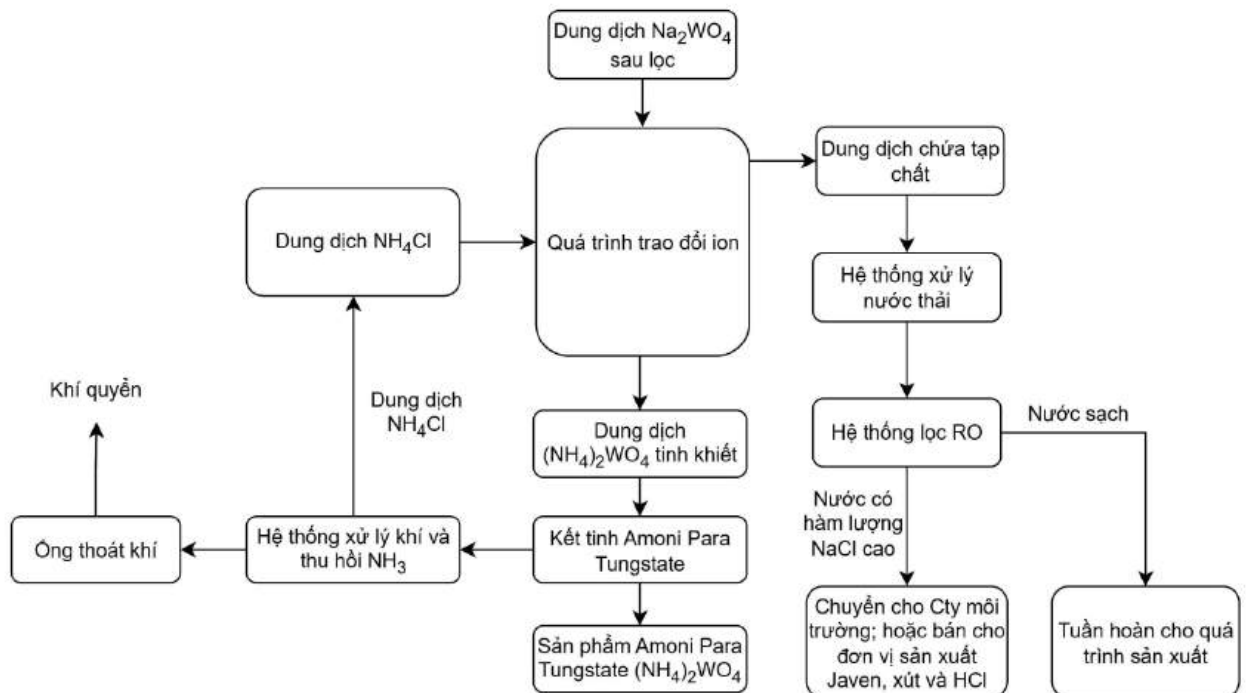 Dung dịch Na₂WO₄
sau lọc
Dung dịch chứa tạp
chất
Dung dịch NH₄Cl
Quá trình trao đổi ion
Hệ thống xử lý
nước thải
Khí quyển
Dung dịch
NH₄Cl
Dung dịch
(NH₄)₂WO₄ tinh khiết
Hệ thống lọc RO
Nước sạch
Nước có
hàm lượng
NaCl cao
Ống thoát khí
Hệ thống xử lý khí và
thu hồi NH₃
Kết tinh Amoni Para
Tungstate
Sản phẩm Amoni Para
Tungstate (NH₄)₂WO₄
Chuyển cho Cty môi
trường; hoặc bán cho
đơn vị sản xuất
Javen, xút và HCl
Tuần hoàn cho quá
trình sản xuất